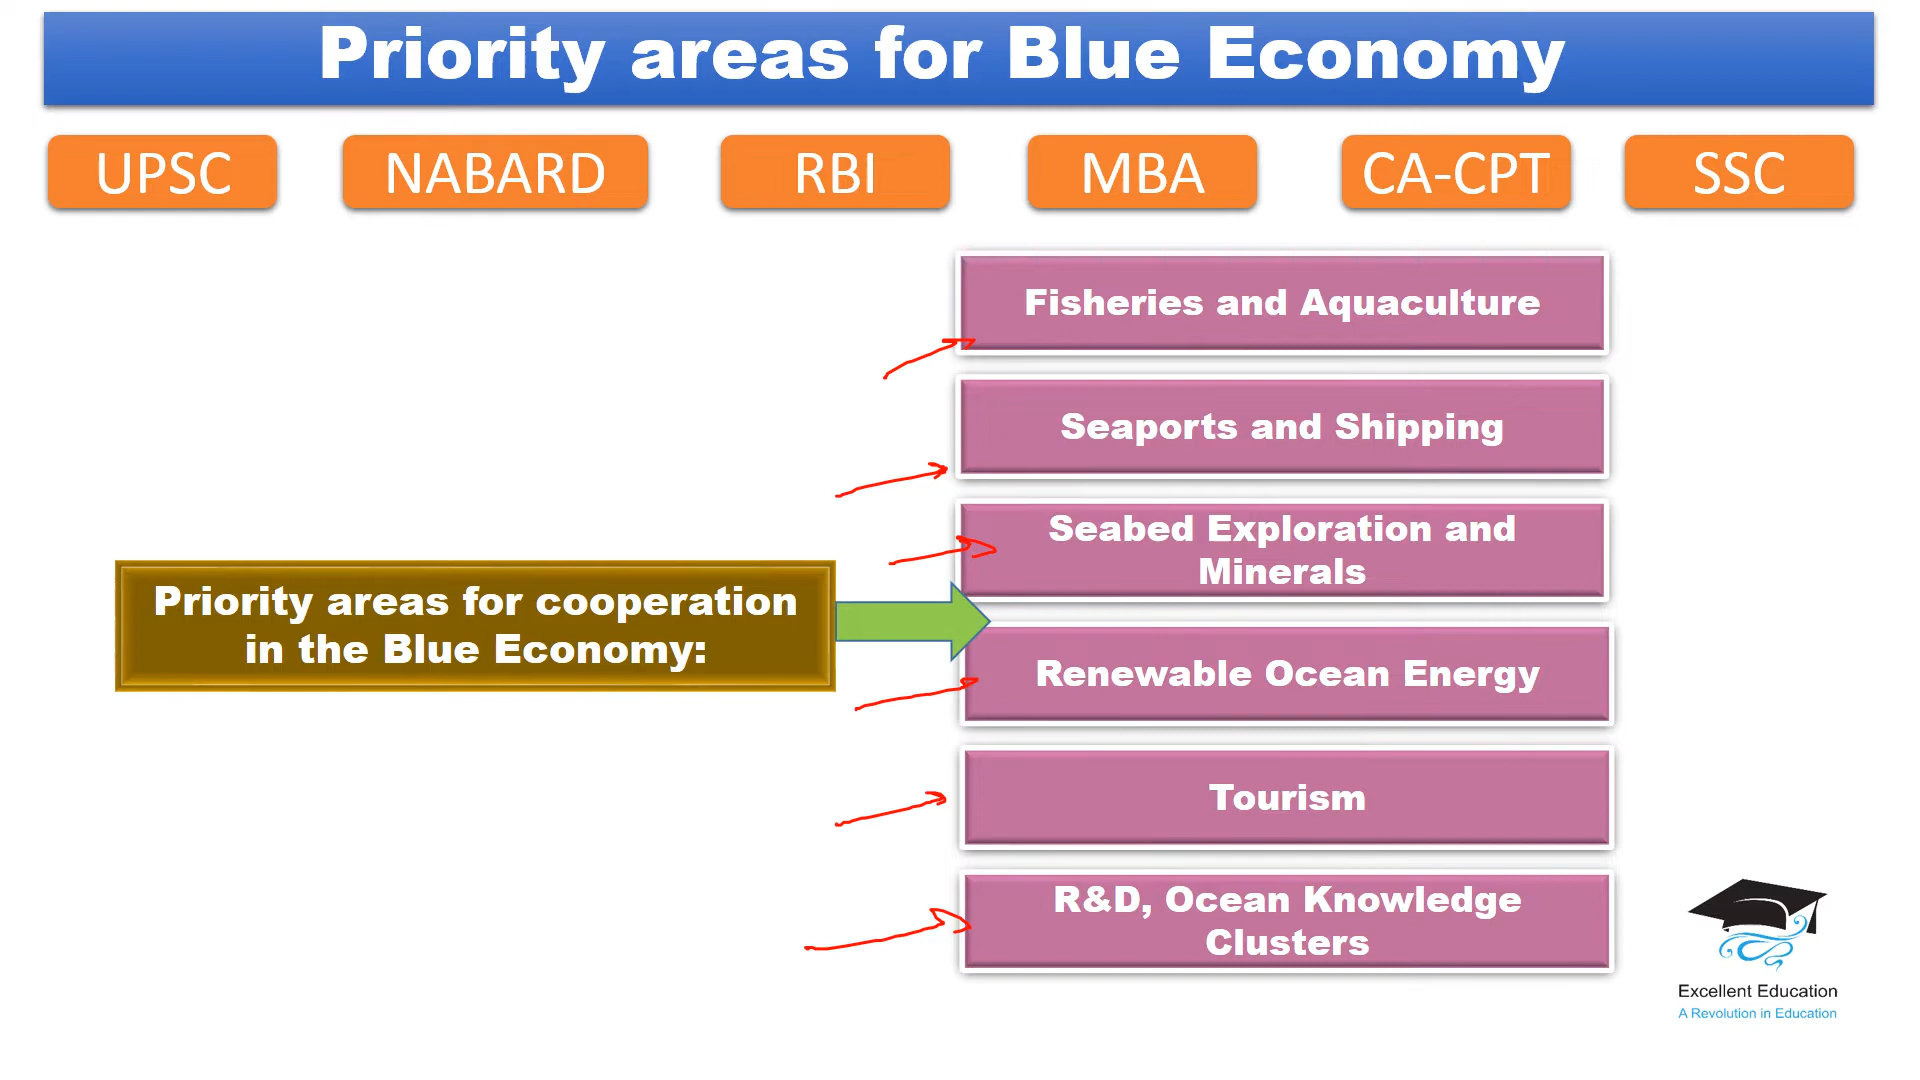 Priority areas for Blue Economy
UPSC
NABARD
RBI
MBA
CA-CPT
SSC
Fisheries and Aquaculture
Seaports and Shipping
Seabed Exploration and
Minerals
Priority areas for cooperation
in the Blue Economy:
Renewable Ocean Energy
Tourism
R&D, Ocean Knowledge
Clusters
Excellent Education
A Revolution in Education